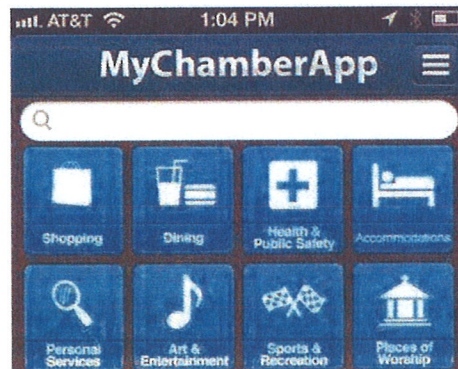 AT&T 1:04 PM
MyChamberApp
Shopping Dining Health & Public Safety Accommodations
Personal Services Art & Entertainment Sports & Recreation Places of Worship